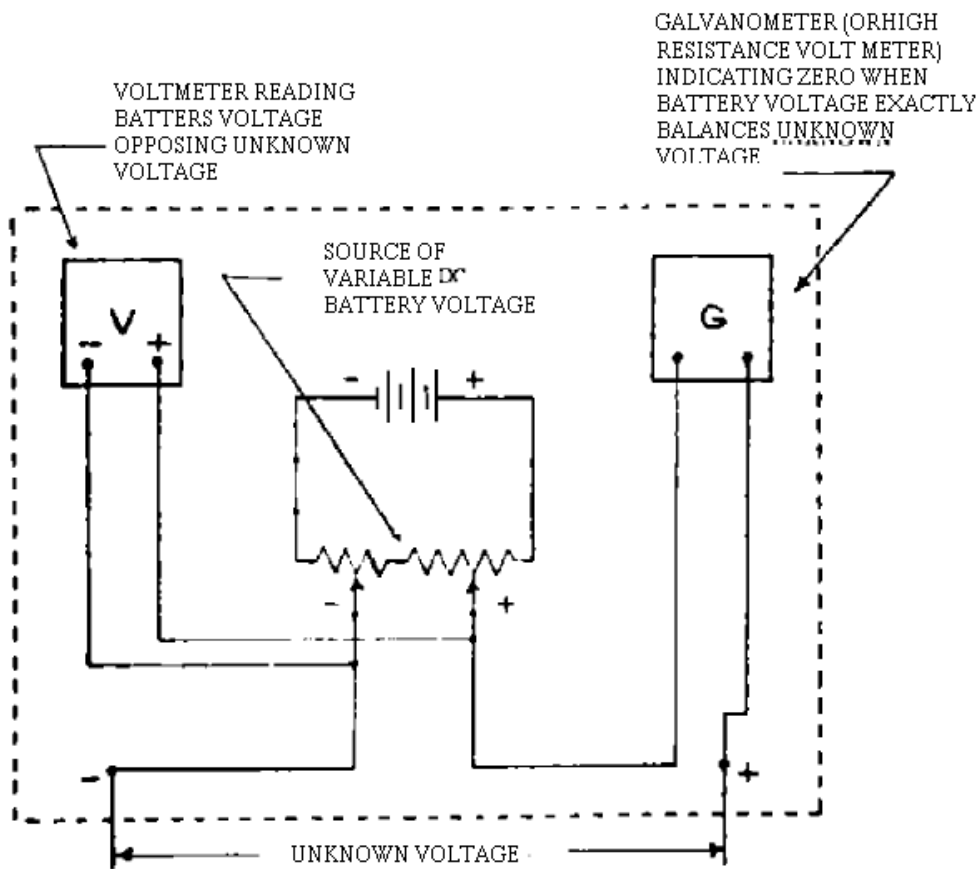 GALVANOMETER (ORHIGH
RESISTANCE VOLT METER)
INDICATING ZERO WHEN
BATTERY VOLTAGE EXACTLY
BALANCES UNKNOWN
VOLTAGE
VOLTMETER READING
BATTERS VOLTAGE
OPPOSING UNKNOWN
VOLTAGE
SOURCE OF
VARIABLE DC
BATTERY VOLTAGE
V
- +
G
- +
- +
- +
UNKNOWN VOLTAGE